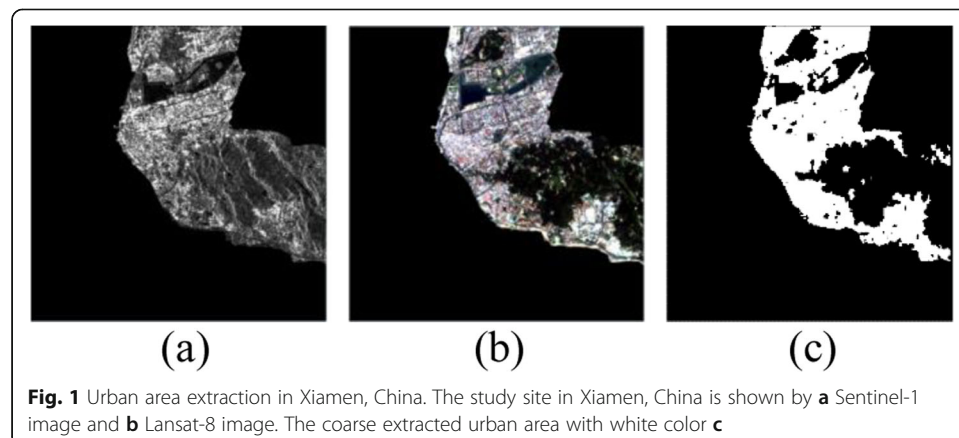 (a) (b) (c)
Fig. 1 Urban area extraction in Xiamen, China. The study site in Xiamen, China is shown by a Sentinel-1
image and b Lansat-8 image. The coarse extracted urban area with white color c